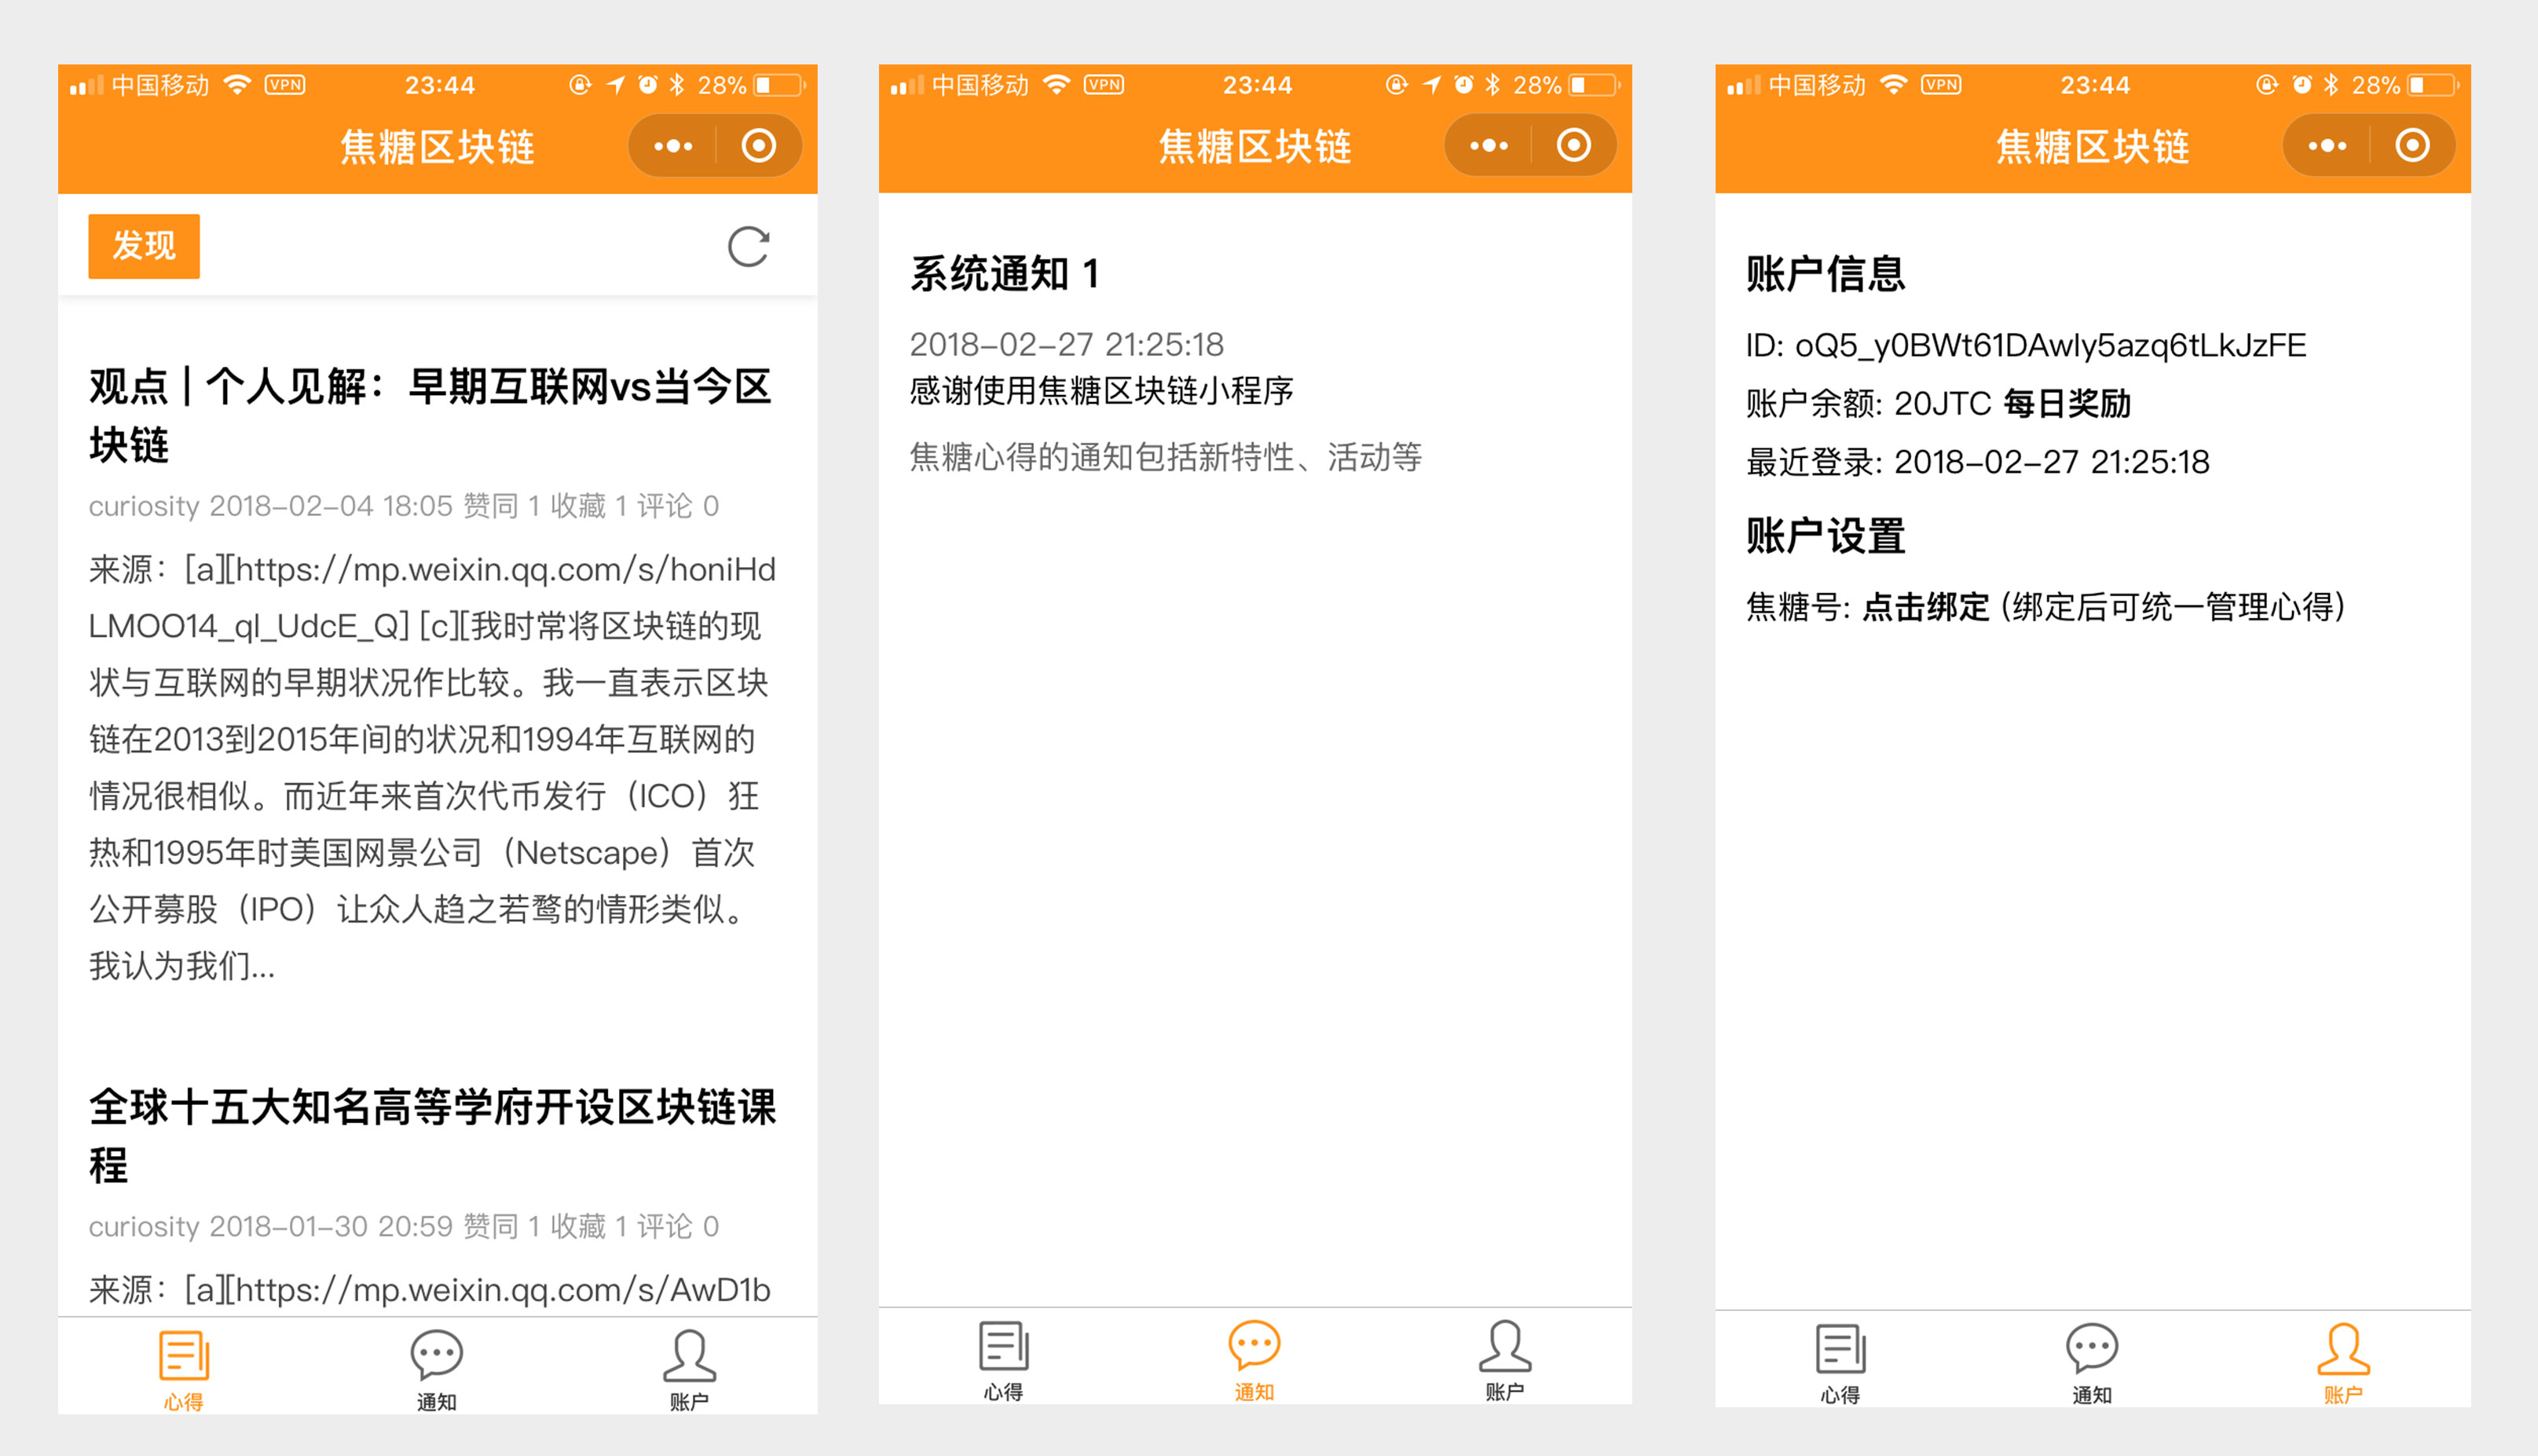 中国移动 VPN 23:44 28%
焦糖区块链
发现
观点 | 个人见解：早期互联网vs当今区
块链
curiosity 2018-02-04 18:05 赞同 1 收藏 1 评论 0
来源：[a][https://mp.weixin.qq.com/s/honiHd
LMOO14_ql_UdcE_Q] [c][我时常将区块链的现
状与互联网的早期状况作比较。我一直表示区块
链在2013到2015年间的状况和1994年互联网的
情况很相似。而近年来首次代币发行（ICO）狂
热和1995年时美国网景公司（Netscape）首次
公开募股（IPO）让众人趋之若鹜的情形类似。
我认为我们...
全球十五大知名高等学府开设区块链课
程
curiosity 2018-01-30 20:59 赞同 1 收藏 1 评论 0
来源：[a][https://mp.weixin.qq.com/s/AwD1b
心得 通知 账户
中国移动 VPN 23:44 28%
焦糖区块链
系统通知 1
2018-02-27 21:25:18
感谢使用焦糖区块链小程序
焦糖心得的通知包括新特性、活动等
心得 通知 账户
中国移动 VPN 23:44 28%
焦糖区块链
账户信息
ID: oQ5_y0BWt61DAwly5azq6tLkJzFE
账户余额: 20JTC 每日奖励
最近登录: 2018-02-27 21:25:18
账户设置
焦糖号: 点击绑定 (绑定后可统一管理心得)
心得 通知 账户